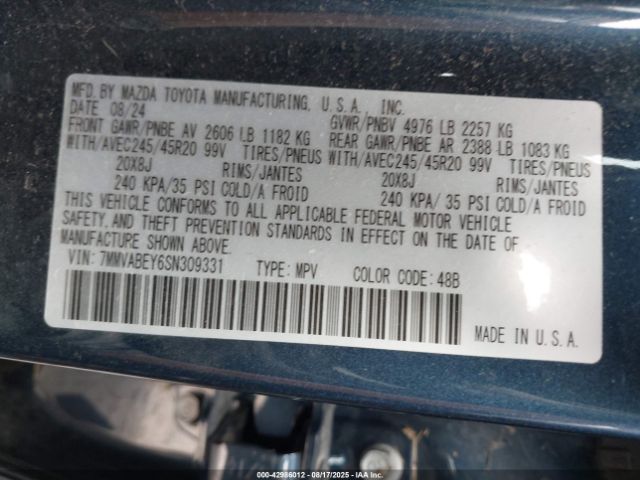 MFD. BY MAZDA TOYOTA MANUFACTURING, U.S.A., INC.
DATE 08/24 GVWR/PNBV 4976 LB 2257 KG
FRONT GAWR/PNBE AV 2606 LB 1182 KG REAR GAWR/PNBE AR 2388 LB 1083 KG
WITH/AVEC245/45R20 99V TIRES/PNEUS WITH/AVEC245/45R20 99V TIRES/PNEUS
20X8J RIMS/JANTES 20X8J RIMS/JANTES
240 KPA/35 PSI COLD/A FROID 240 KPA/ 35 PSI COLD/A FROID
THIS VEHICLE CONFORMS TO ALL APPLICABLE FEDERAL MOTOR VEHICLE
SAFETY, AND THEFT PREVENTION STANDARDS IN EFFECT ON THE DATE OF
MANUFACTURE SHOWN ABOVE.
VIN: 7MMVABEY6SN309331 TYPE: MPV COLOR CODE: 48B
MADE IN U.S.A.
000-42986012 - 08/17/2025 - IAAI.COM